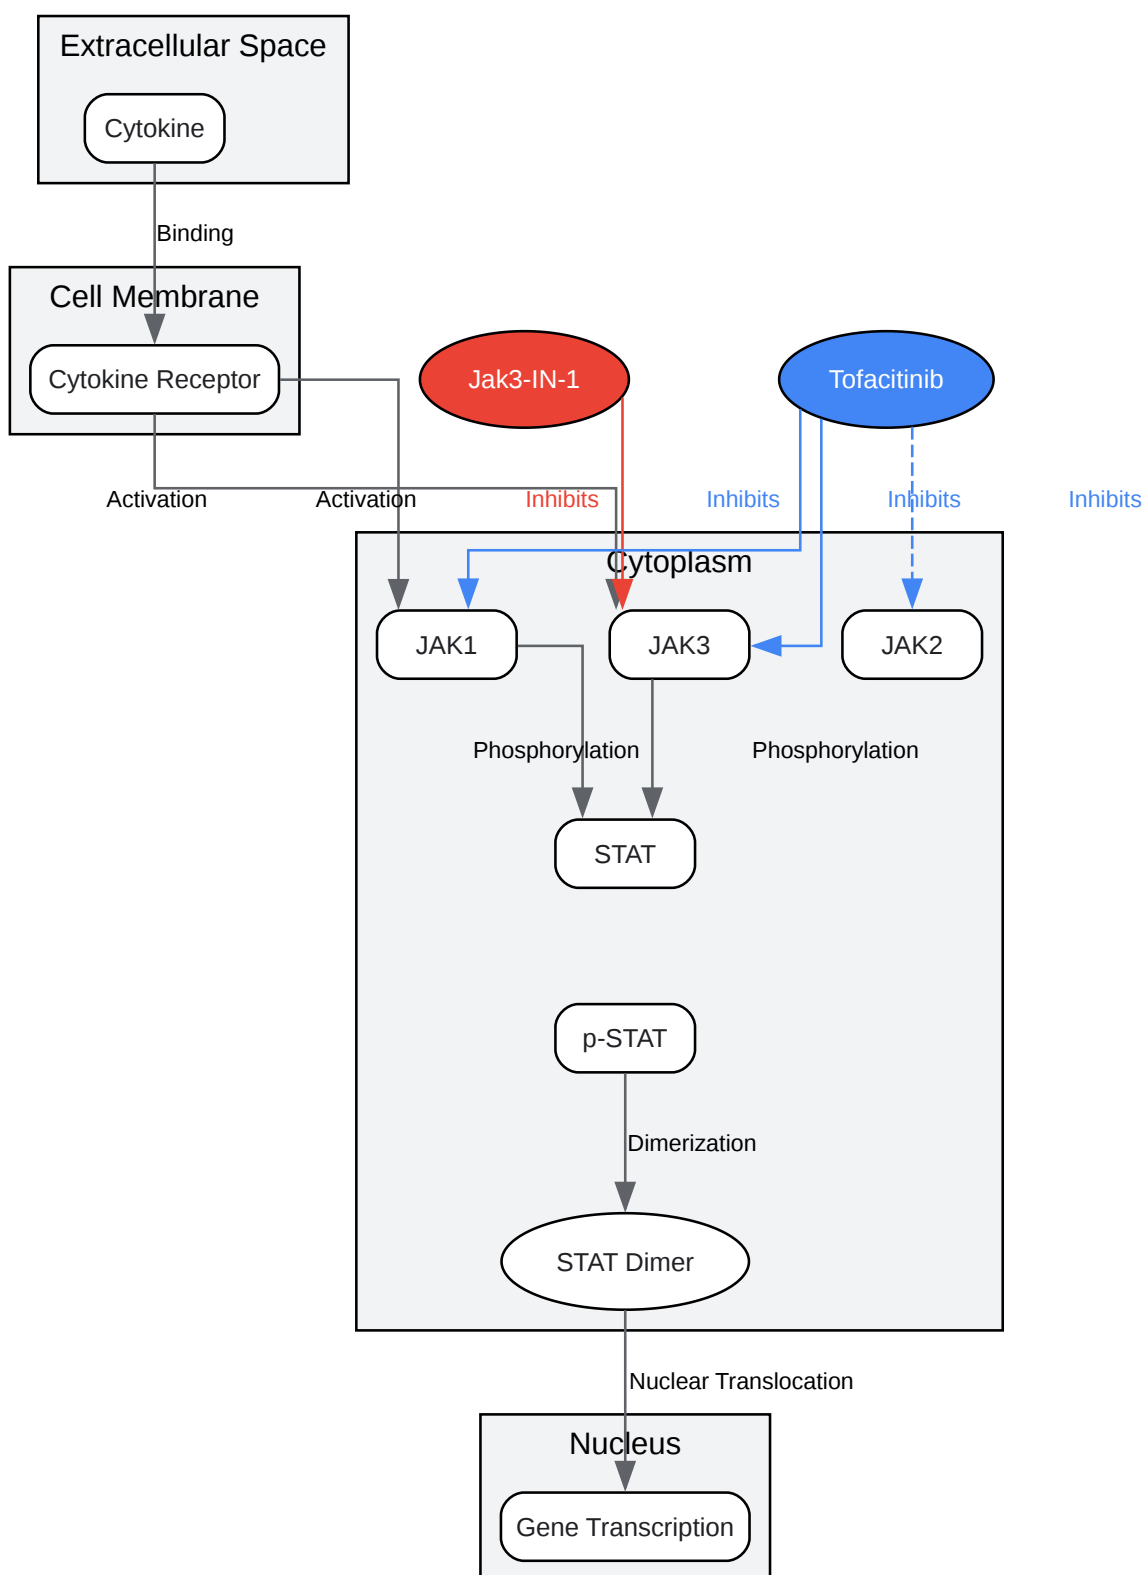 Extracellular Space
Cytokine
Binding
Cell Membrane
Cytokine Receptor
Jak3-IN-1
Tofacitinib
Activation
Activation
Inhibits
Inhibits
Inhibits
Inhibits
Cytoplasm
JAK1
JAK3
JAK2
Phosphorylation
Phosphorylation
STAT
p-STAT
Dimerization
STAT Dimer
Nuclear Translocation
Nucleus
Gene Transcription